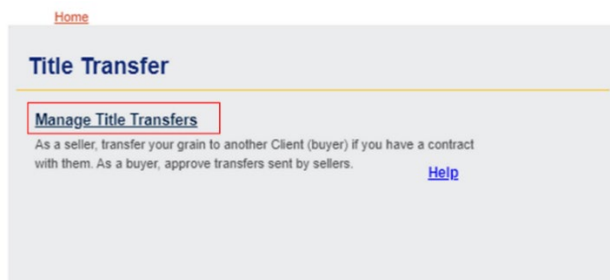 Home
Title Transfer
Manage Title Transfers
As a seller, transfer your grain to another Client (buyer) if you have a contract
with them. As a buyer, approve transfers sent by sellers.
Help